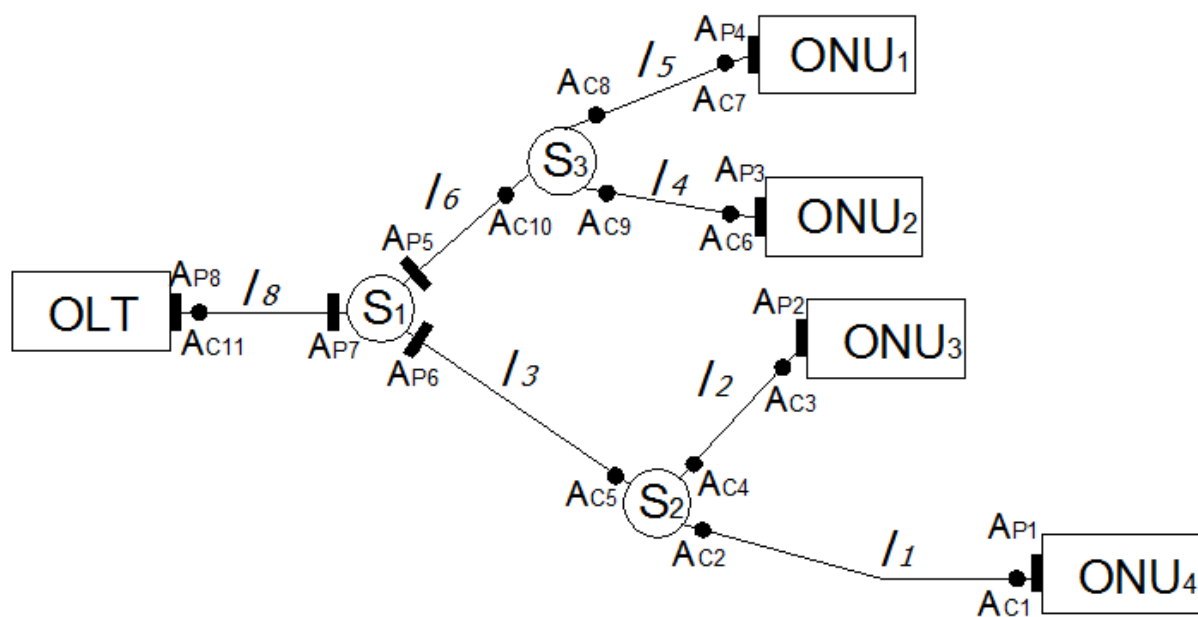 AP4
ONU1
l5
AC8
AC7
S3
AP3
l4
ONU2
l6
AC10
AC9
AC6
AP5
AP8
l8
OLT
S1
AP2
ONU3
AC11
AP7
AP6
l3
l2
AC3
AC5
S2
AC4
AP1
AC2
l1
ONU4
AC1